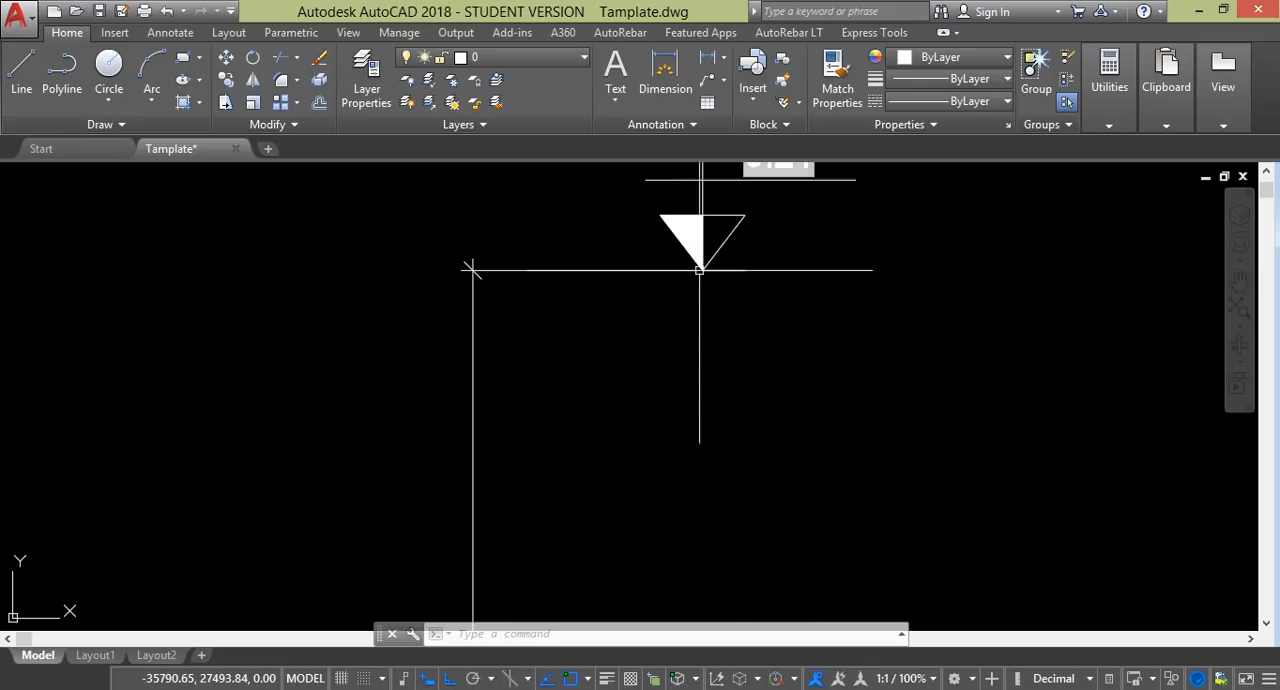 Autodesk AutoCAD 2018 - STUDENT VERSION Tamplate.dwg
Type a keyword or phrase
Sign In
Home Insert Annotate Layout Parametric View Manage Output Add-ins A360 AutoRebar Featured Apps AutoRebar LT Express Tools
Line Polyline Circle Arc
Draw
Modify
0
Layer Properties
Layers
Text Dimension
Annotation
Insert
Block
Match Properties
ByLayer
ByLayer
ByLayer
Properties
Group
Groups
Utilities
Clipboard
View
Start Tamplate*
Y
X
Type a command
Model Layout1 Layout2
-35790.65, 27493.84, 0.00 MODEL
1:1 / 100%
Decimal